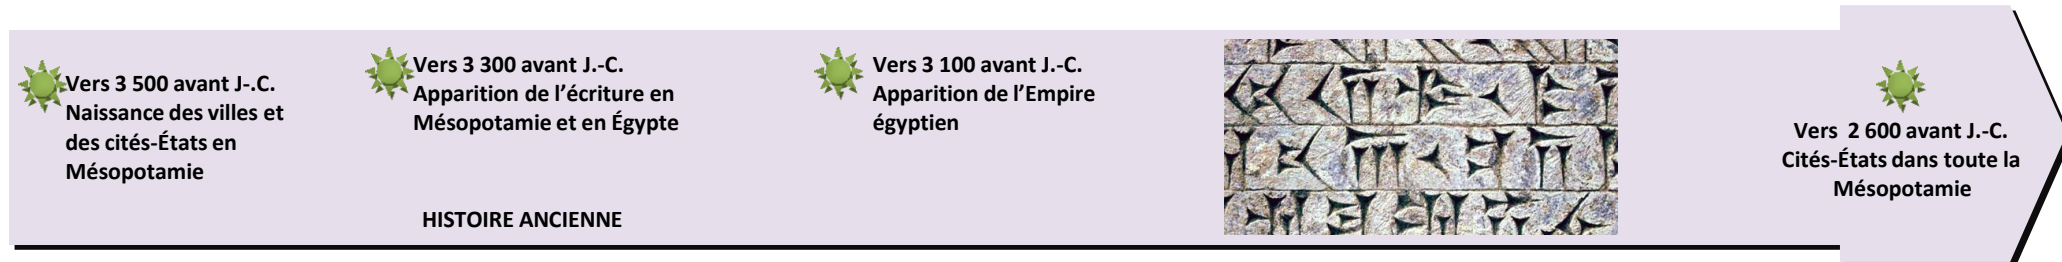 Vers 3 500 avant J-.C.
Naissance des villes et
des cités-États en
Mésopotamie
Vers 3 300 avant J.-C.
Apparition de l'écriture en
Mésopotamie et en Égypte
HISTOIRE ANCIENNE
Vers 3 100 avant J.-C.
Apparition de l'Empire
égyptien
Vers 2 600 avant J.-C.
Cités-États dans toute la
Mésopotamie